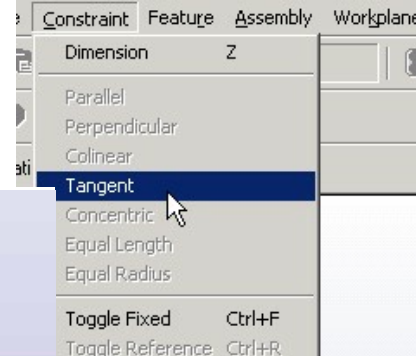 Constraint Feature Assembly Workplane
Dimension Z
Parallel
Perpendicular
Colinear
ati
Tangent
Concentric
Equal Length
Equal Radius
Toggle Fixed Ctrl+F
Toggle Reference Ctrl+R